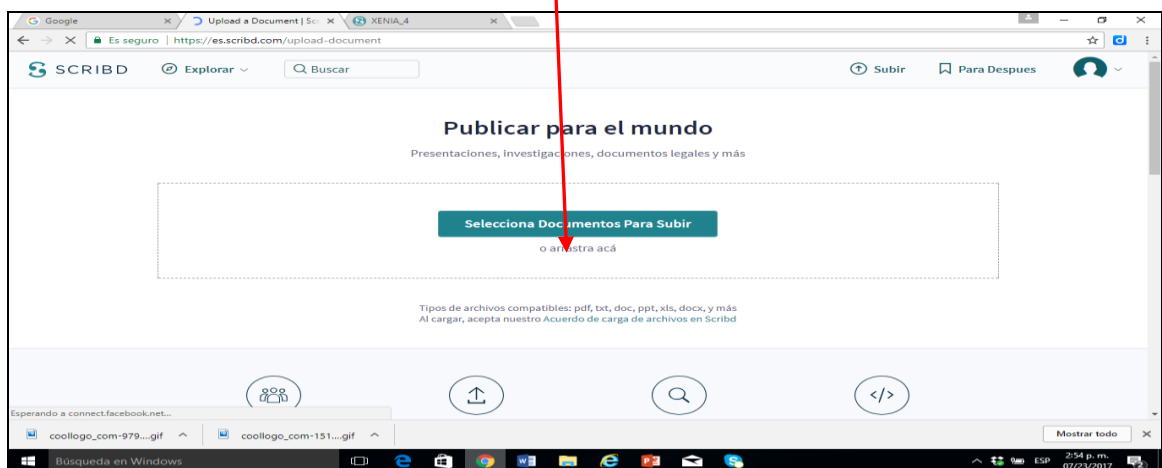 Google
Upload a Document | Sc
XENIA_4
Es seguro | https://es.scribd.com/upload-document
SCRIBD Explorar Buscar Subir Para Despues
Publicar para el mundo
Presentaciones, investigaciones, documentos legales y más
Selecciona Documentos Para Subir
o arrastra acá
Tipos de archivos compatibles: pdf, txt, doc, ppt, xls, docx, y más
Al cargar, acepta nuestro Acuerdo de carga de archivos en Scribd
</>
Esperando a connect.facebook.net...
coollogo_com-979....gif coollogo_com-151....gif Mostrar todo
Búsqueda en Windows ESP 2:54 p. m.
07/23/2017